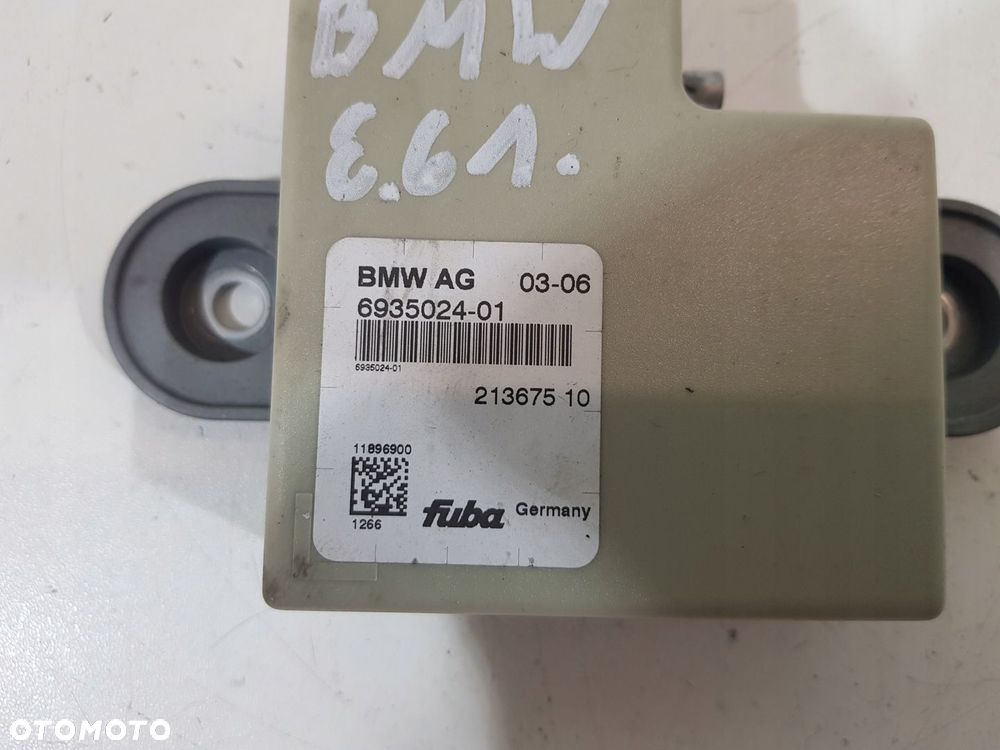 BMW
E.61.
BMW AG 03-06
6935024-01
6935024-01
213675 10
11896900
1266
fuba Germany
OTOMOTO